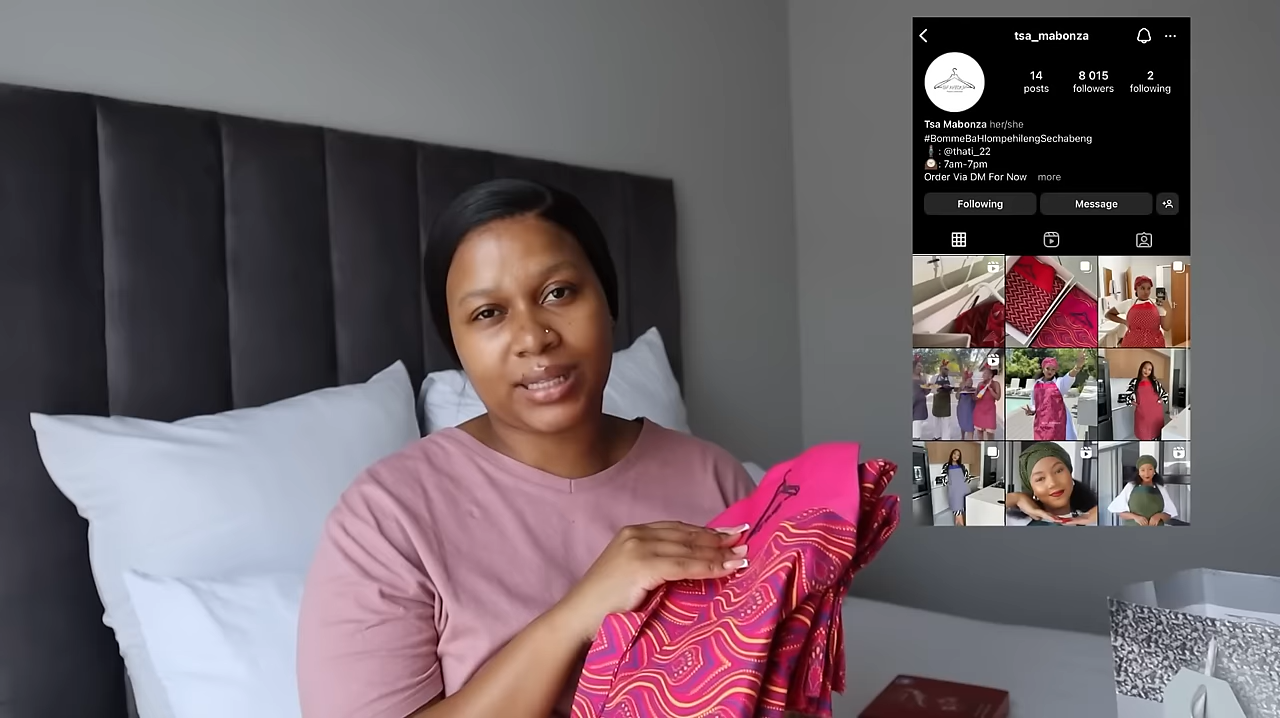 tsa_mabonza
14 8 015 2
posts followers following
Tsa Mabonza her/she
#BommeBaHlompehilengSechabeng
: @thati_22
: 7am-7pm
Order Via DM For Now more
Following Message